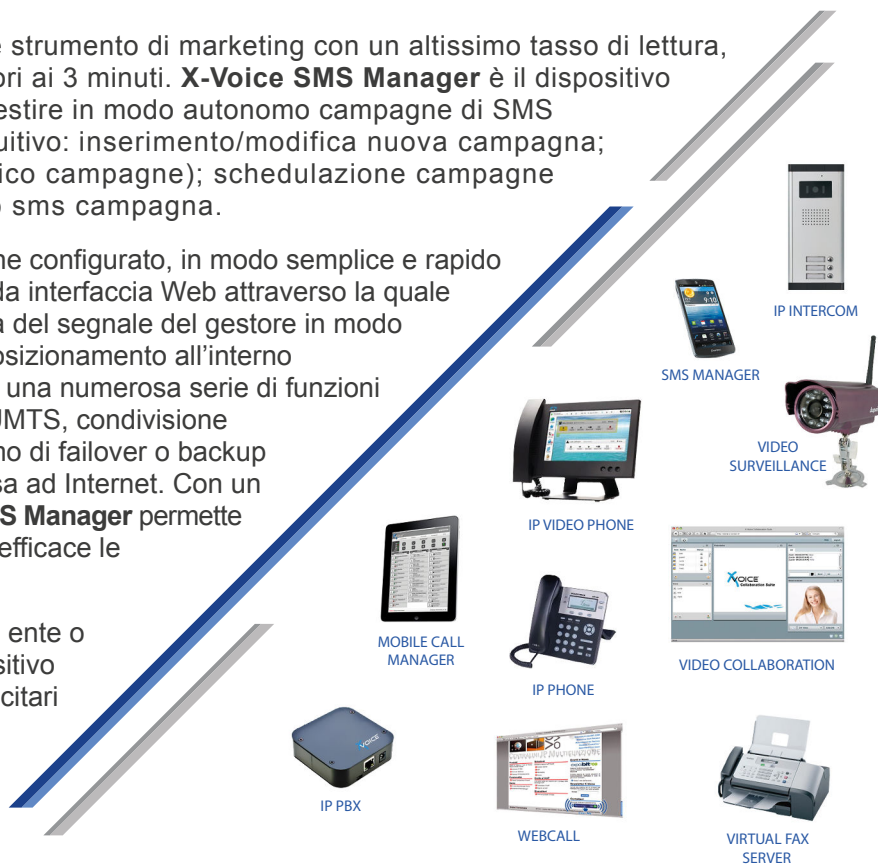 e strumento di marketing con un altissimo tasso di lettura,
ori ai 3 minuti. X-Voice SMS Manager è il dispositivo
estire in modo autonomo campagne di SMS
uitivo: inserimento/modifica nuova campagna;
ico campagne); schedulazione campagne
o sms campagna.
ne configurato, in modo semplice e rapido
da interfaccia Web attraverso la quale
a del segnale del gestore in modo
osizionamento all'interno
una numerosa serie di funzioni
UMTS, condivisione
no di failover o backup
sa ad Internet. Con un
S Manager permette
efficace le
ente o
sitivo
citari
IP INTERCOM
SMS MANAGER
VIDEO
SURVEILLANCE
IP VIDEO PHONE
MOBILE CALL
MANAGER
IP PHONE
XVOICE
Collaboration Suite
VIDEO COLLABORATION
VOICE
IP PBX
WEBCALL
VIRTUAL FAX
SERVER